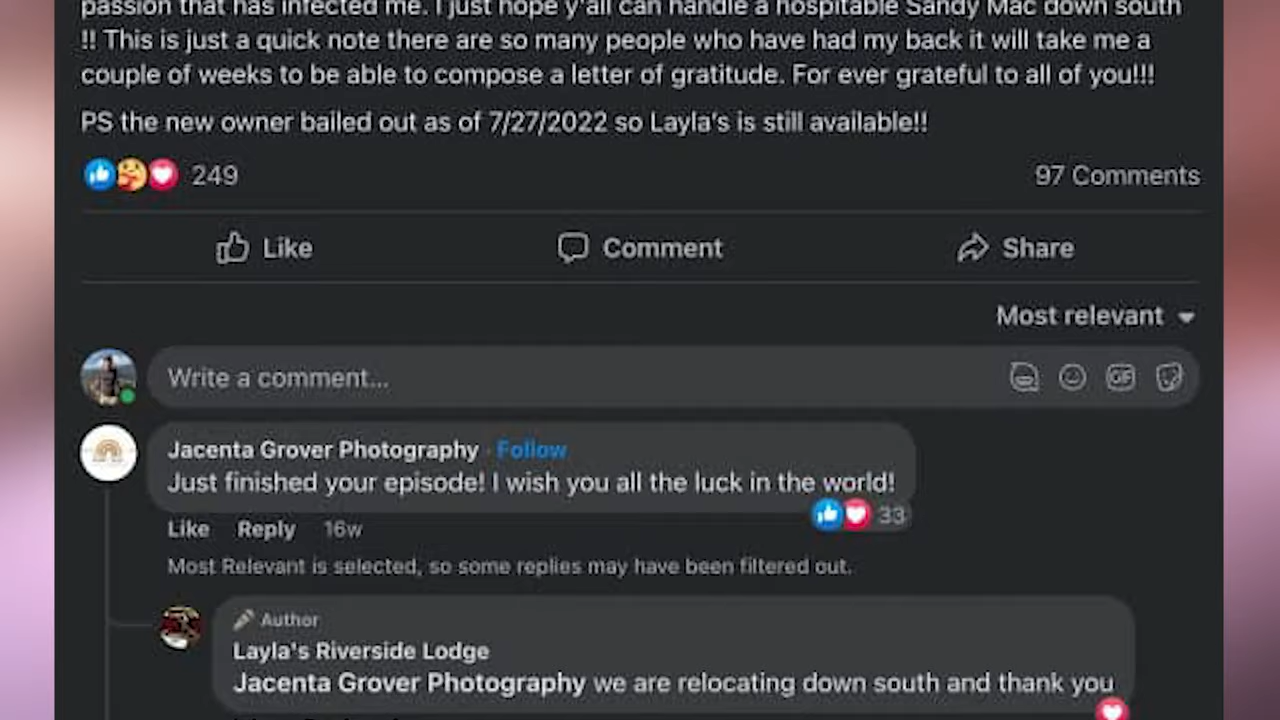 passion that has infected me. I just hope y'all can handle a hospitable Sandy Mac down south
!! This is just a quick note there are so many people who have had my back it will take me a
couple of weeks to be able to compose a letter of gratitude. For ever grateful to all of you!!!
PS the new owner bailed out as of 7/27/2022 so Layla's is still available!!
249
97 Comments
Like
Comment
Share
Most relevant
Write a comment...
GIF
Jacenta Grover Photography · Follow
Just finished your episode! I wish you all the luck in the world!
33
Like Reply 16w
Most Relevant is selected, so some replies may have been filtered out.
Author
Layla's Riverside Lodge
Jacenta Grover Photography we are relocating down south and thank you